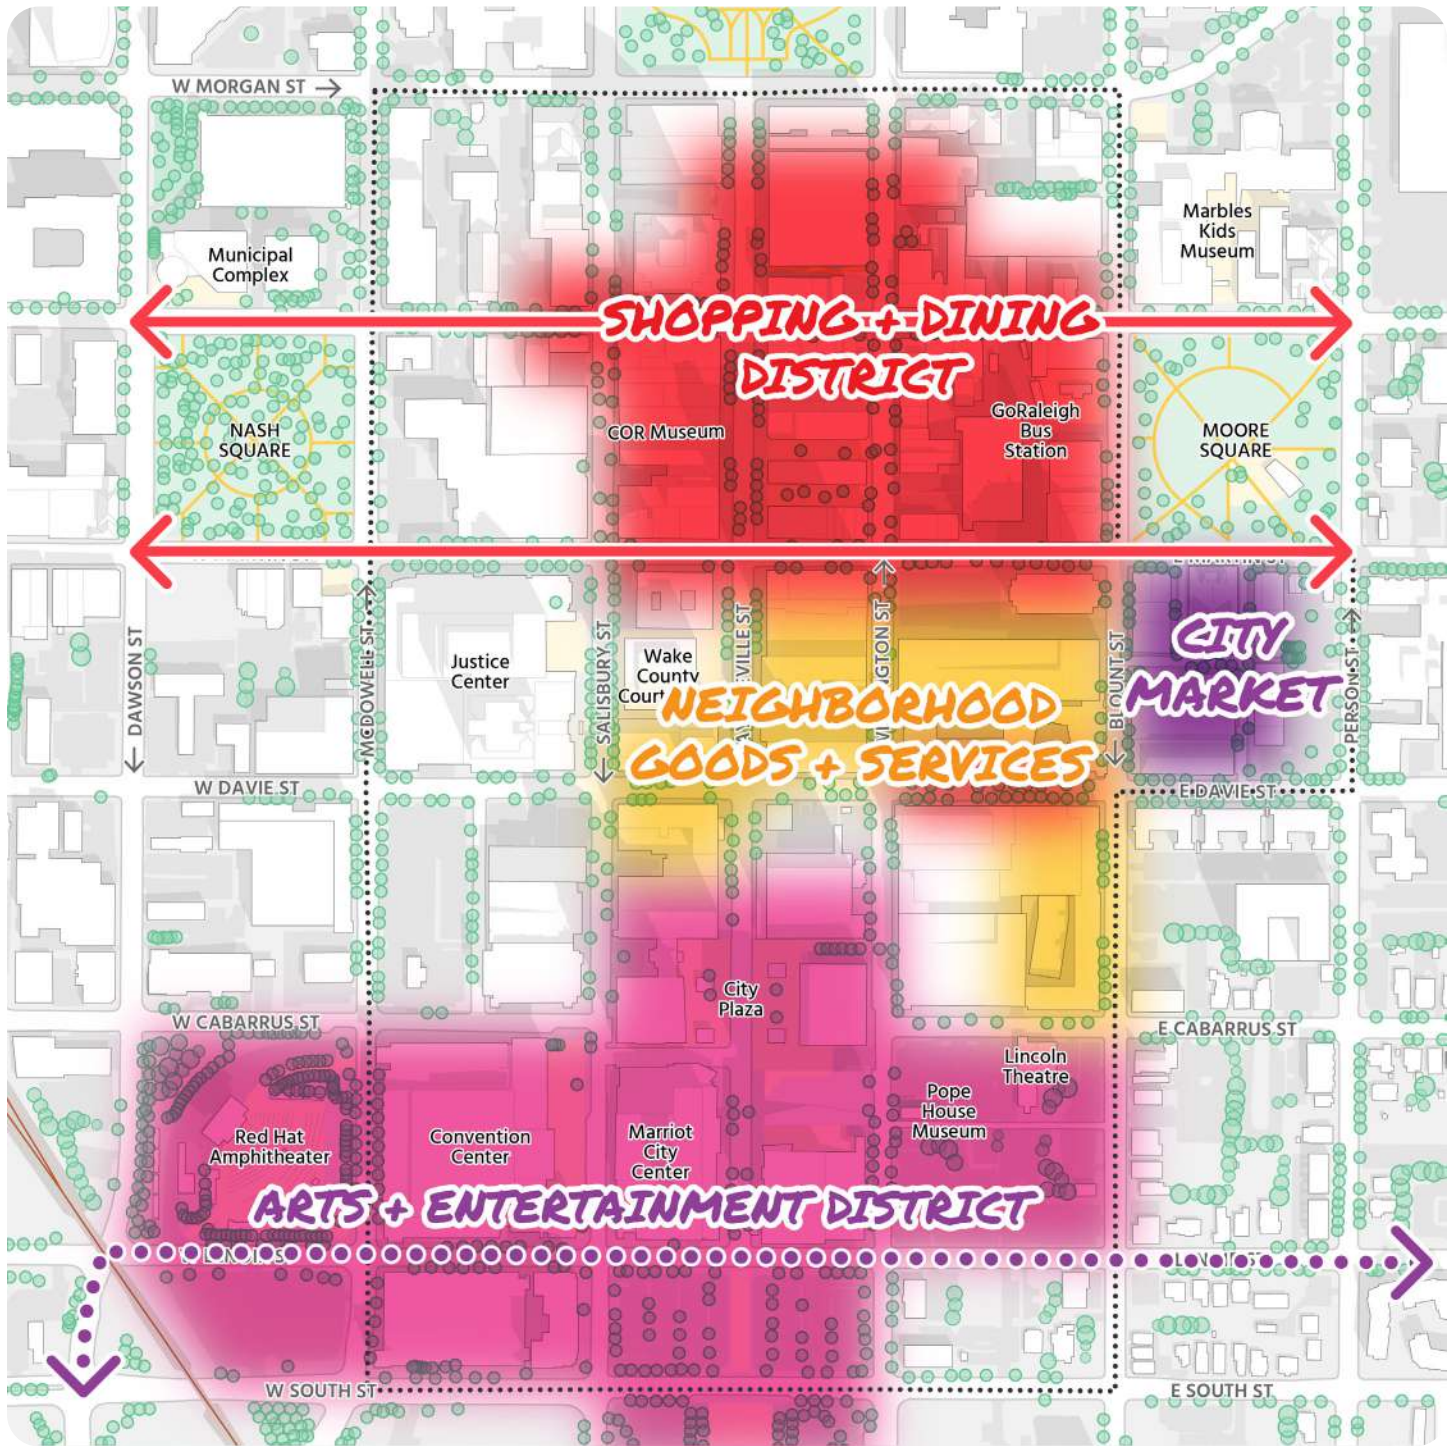 W MORGAN ST
Marbles
Kids
Museum
Municipal
Complex
SHOPPING + DINING
DISTRICT
COR Museum
GoRaleigh
Bus
Station
NASH
SQUARE
MOORE
SQUARE
DAWSON ST
MCDOWELL ST
Justice
Center
SALISBURY ST
Wake
County
BLOUNT ST
CITY
MARKET
PERSON ST
NEIGHBORHOOD
GOODS + SERVICES
W DAVIE ST
E DAVIE ST
City
Plaza
W CABARRUS ST
E CABARRUS ST
Lincoln
Theatre
Pope
House
Museum
Red Hat
Amphitheater
Convention
Center
Marriot
City
Center
ARTS + ENTERTAINMENT DISTRICT
W SOUTH ST
E SOUTH ST